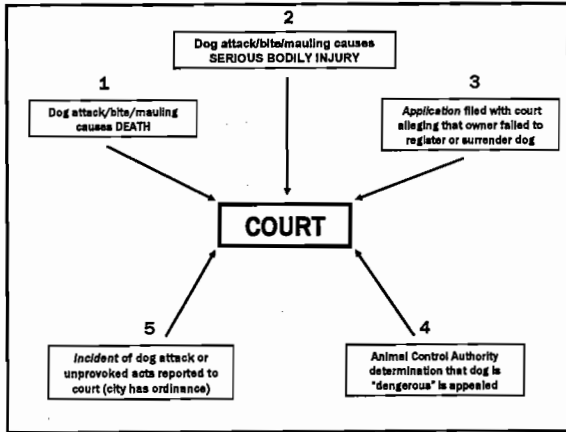 2
Dog attack/bite/mauling causes
SERIOUS BODILY INJURY
1
Dog attack/bite/mauling
causes DEATH
3
Application filed with court
alleging that owner failed to
register or surrender dog
COURT
5
Incident of dog attack or
unprovoked acts reported to
court (city has ordinance)
4
Animal Control Authority
determination that dog is
"dangerous" is appealed